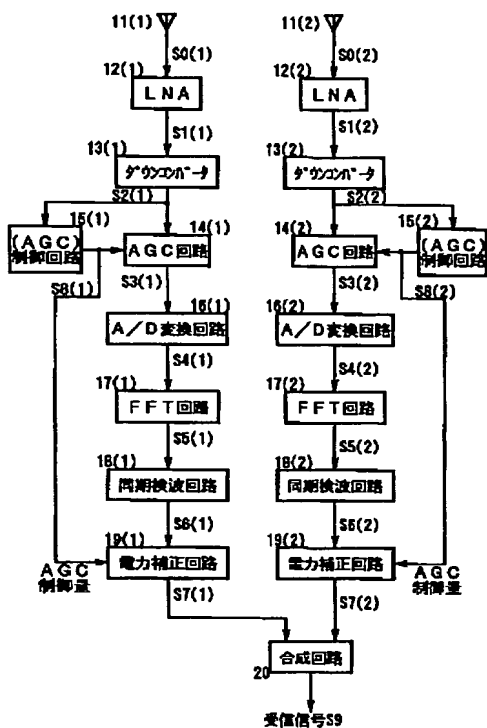 11(1)
S0(1)
12(1)
LNA
S1(1)
13(1)
ダウンコンバータ
S2(1)
15(1)
(AGC)
制御回路
14(1)
AGC回路
S8(1)
S3(1)
16(1)
A/D変換回路
S4(1)
17(1)
FFT回路
S5(1)
18(1)
同期検波回路
S6(1)
19(1)
電力補正回路
AGC
制御量
S7(1)
11(2)
S0(2)
12(2)
LNA
S1(2)
13(2)
ダウンコンバータ
S2(2)
15(2)
(AGC)
制御回路
14(2)
AGC回路
S8(2)
S3(2)
16(2)
A/D変換回路
S4(2)
17(2)
FFT回路
S5(2)
18(2)
同期検波回路
S6(2)
19(2)
電力補正回路
AGC
制御量
S7(2)
合成回路
20
受信信号S9